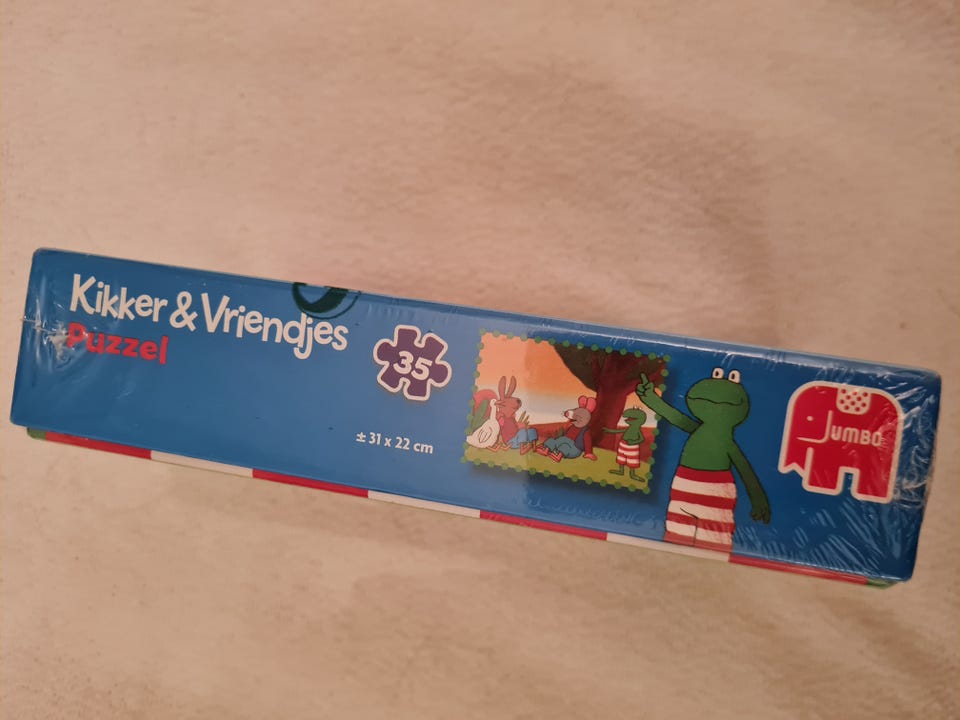 Kikker & Vriendjes
Puzzel
35
± 31 x 22 cm
JUMBO